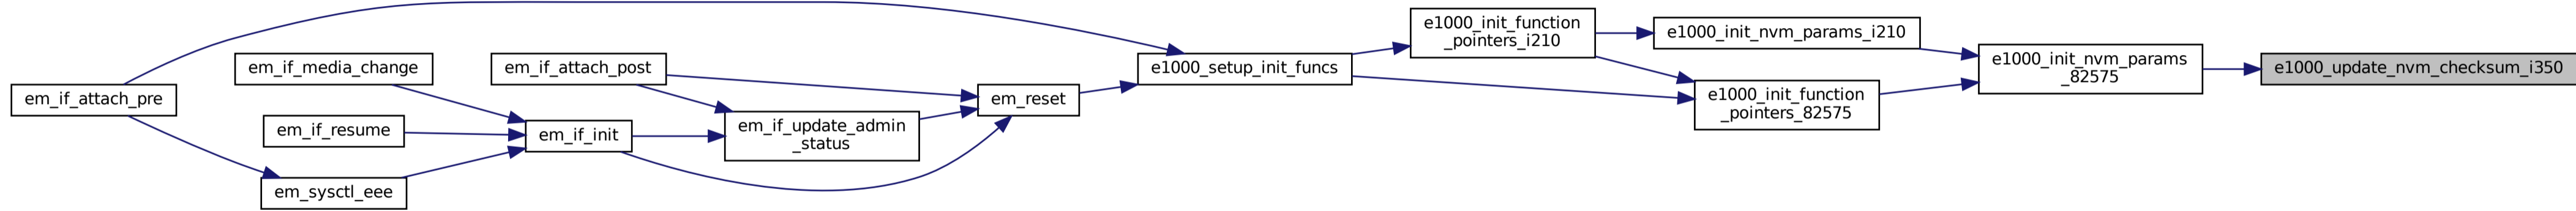 em_if_attach_pre
em_if_media_change
em_if_resume
em_sysctl_eee
em_if_attach_post
em_if_init
em_if_update_admin
_status
em_reset
e1000_setup_init_funcs
e1000_init_function
_pointers_i210
e1000_init_nvm_params_i210
e1000_init_function
_pointers_82575
e1000_init_nvm_params
_82575
e1000_update_nvm_checksum_i350